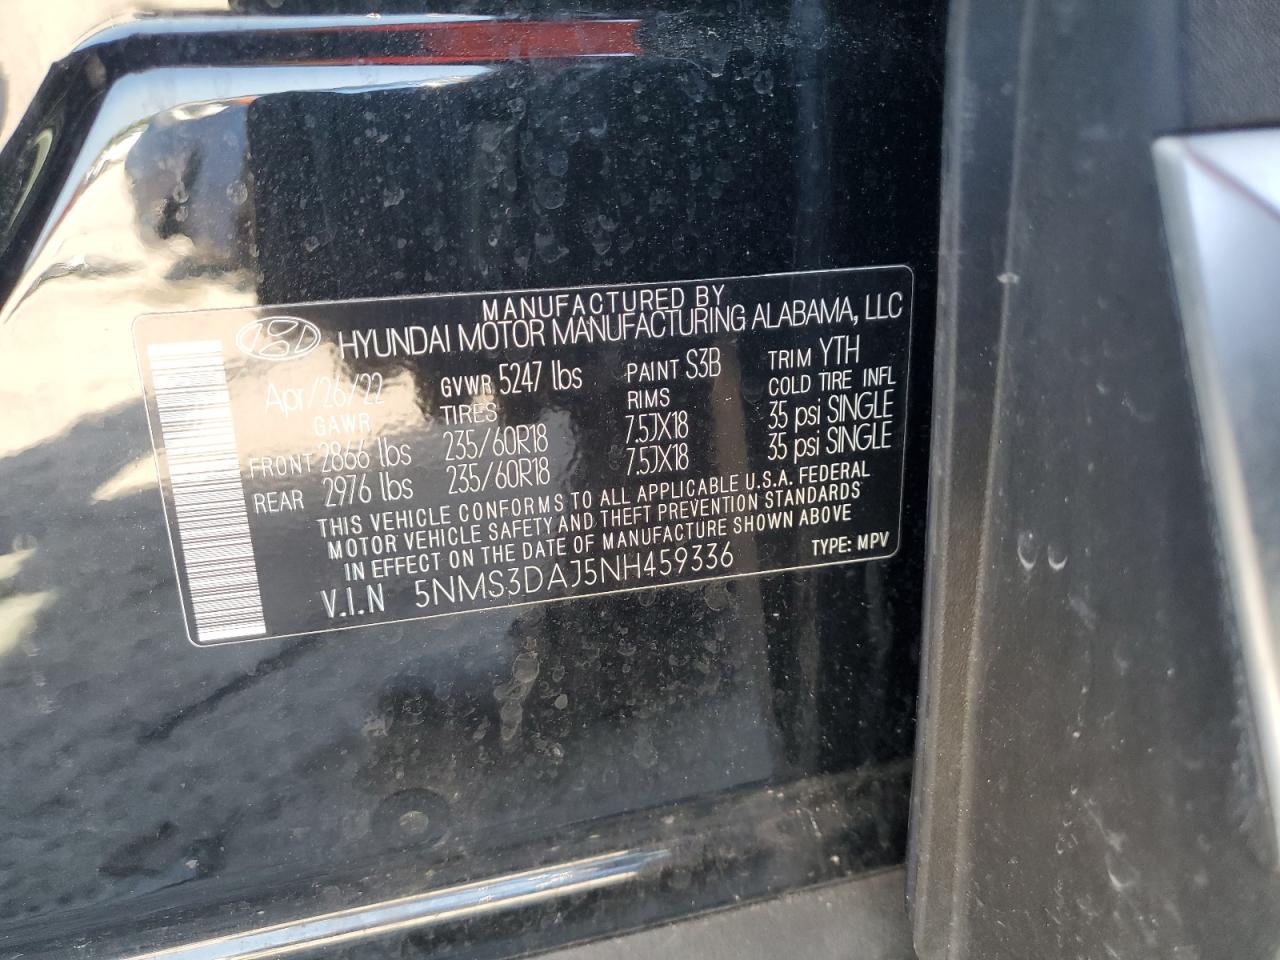 MANUFACTURED BY
HYUNDAI MOTOR MANUFACTURING ALABAMA, LLC
Apr/26/22 GVWR 5247 lbs PAINT S3B TRIM YTH
GAWR TIRES RIMS COLD TIRE INFL
FRONT 2866 lbs 235/60R18 7.5JX18 35 psi SINGLE
REAR 2976 lbs 235/60R18 7.5JX18 35 psi SINGLE
THIS VEHICLE CONFORMS TO ALL APPLICABLE U.S.A. FEDERAL
MOTOR VEHICLE SAFETY AND THEFT PREVENTION STANDARDS
IN EFFECT ON THE DATE OF MANUFACTURE SHOWN ABOVE
V.I.N 5NMS3DAJ5NH459336 TYPE: MPV